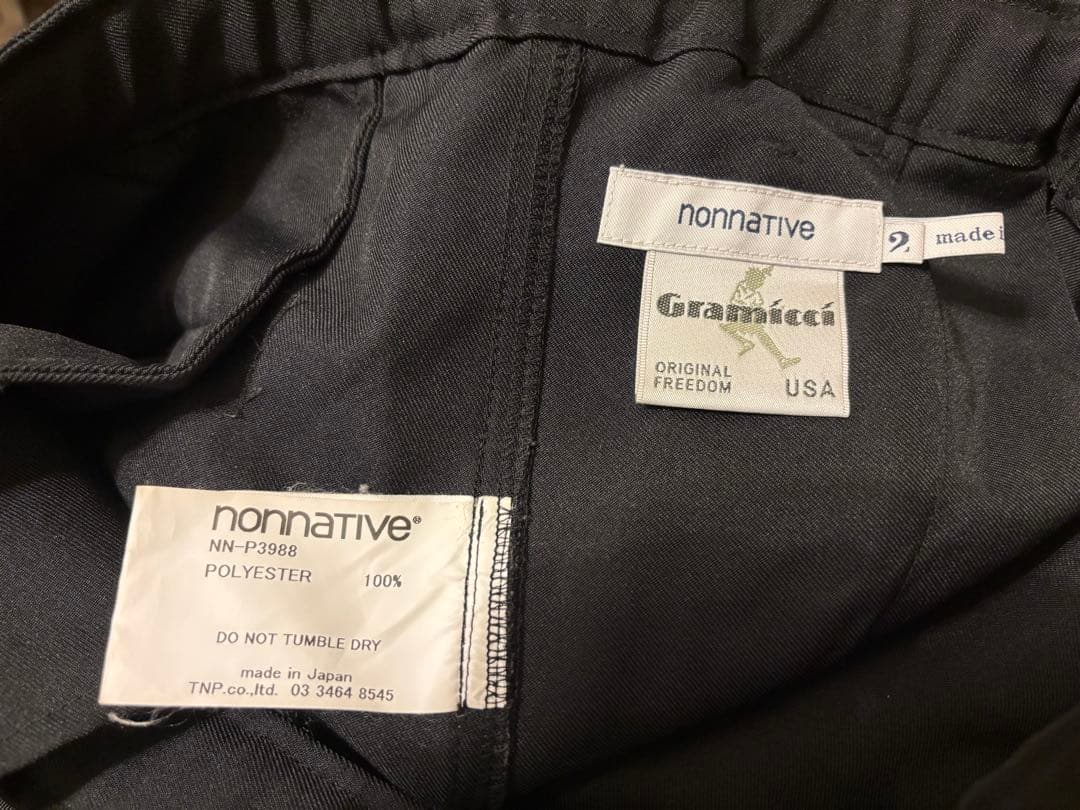 nonnative
2
made i
Gramicci
ORIGINAL
FREEDOM
USA
nonnative®
NN-P3988
POLYESTER 100%
DO NOT TUMBLE DRY
made in Japan
TNP.co.,ltd. 03 3464 8545